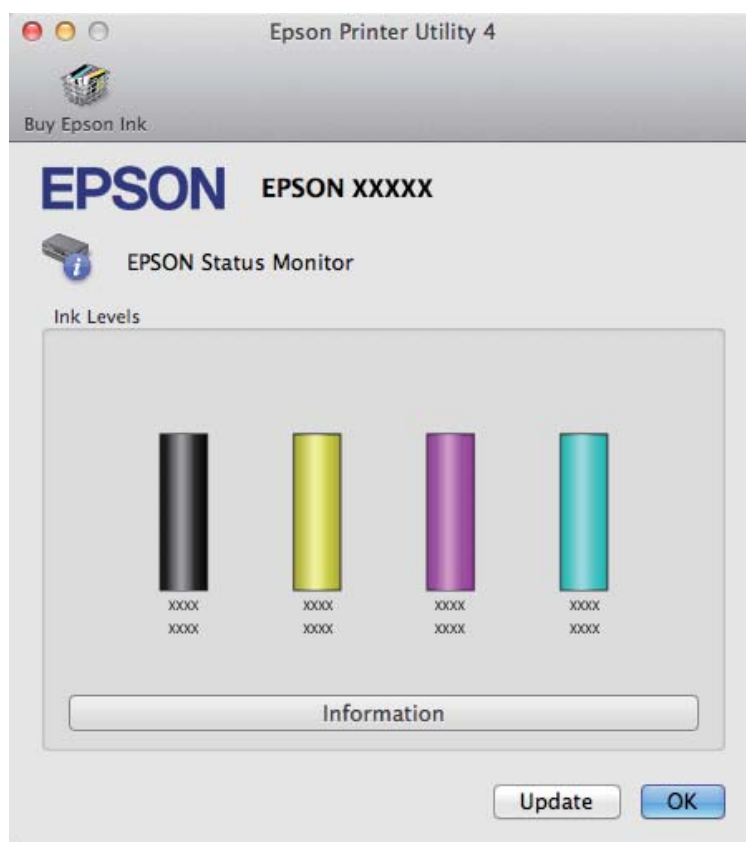 Epson Printer Utility 4
Buy Epson Ink
EPSON EPSON XXXXX
EPSON Status Monitor
Ink Levels
XXXX XXXX XXXX XXXX
XXXX XXXX XXXX XXXX
Information
Update OK